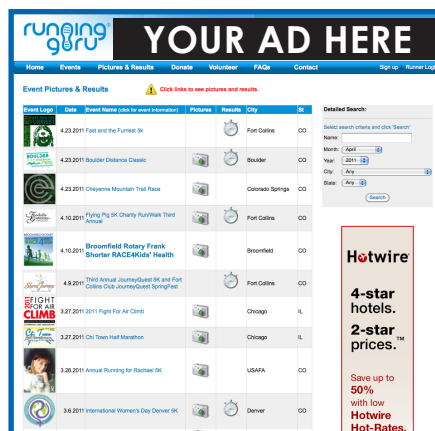 running guru
YOUR AD HERE
Home Events Pictures & Results Donate Volunteer FAQs Contact Sign up Runner Logi
Event Pictures & Results
Click links to see pictures and results.
Event Logo Date Event Name (click for event information) Pictures Results City St
4.23.2011 Fast and the Furriest 5k Fort Collins CO
4.23.2011 Boulder Distance Classic Boulder CO
4.23.2011 Cheyenne Mountain Trail Race Colorado Springs CO
4.10.2011 Flying Pig 5K Charity Run/Walk Third
Annual Fort Collins CO
4.10.2011 Broomfield Rotary Frank
Shorter RACE4Kids' Health Broomfield CO
4.9.2011 Third Annual JourneyQuest 5K and Fort
Collins Club JourneyQuest SpringFest Fort Collins CO
FIGHT
FOR AIR
CLIMB
3.27.2011 2011 Fight For Air Climb Chicago IL
3.27.2011 Chi Town Half Marathon Chicago IL
3.26.2011 Annual Running for Rachael 5K USAFA CO
3.6.2011 International Women's Day Denver 5K Denver CO
Detailed Search:
Select search criteria and click 'Search'
Name:
Month: April
Year: 2011
City: Any
State: Any
Search
Hotwire
4-star
hotels.
2-star
prices.™
Save up to
50%
with low
Hotwire
Hot-Rates.